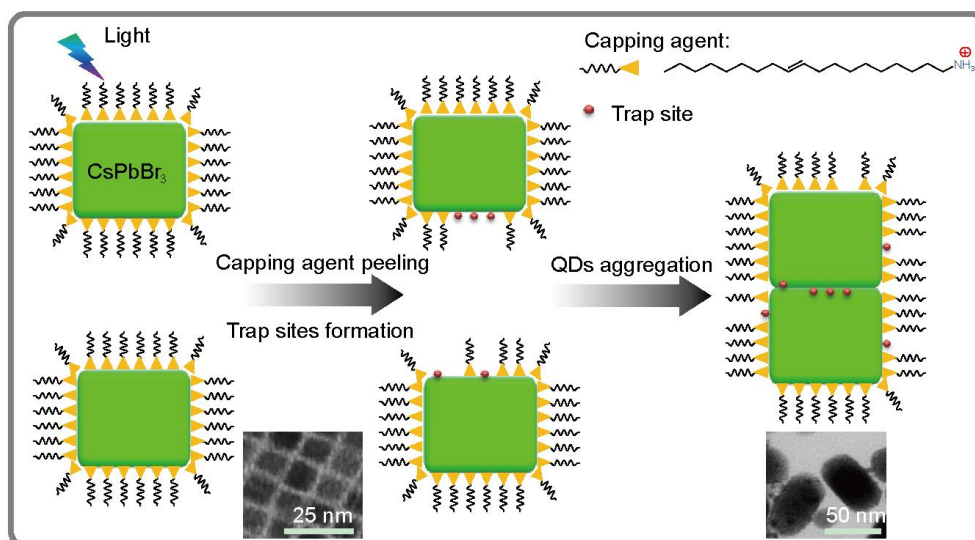 Light
Capping agent:
NH₃
⊕
Trap site
CsPbBr₃
Capping agent peeling
QDs aggregation
Trap sites formation
25 nm
50 nm